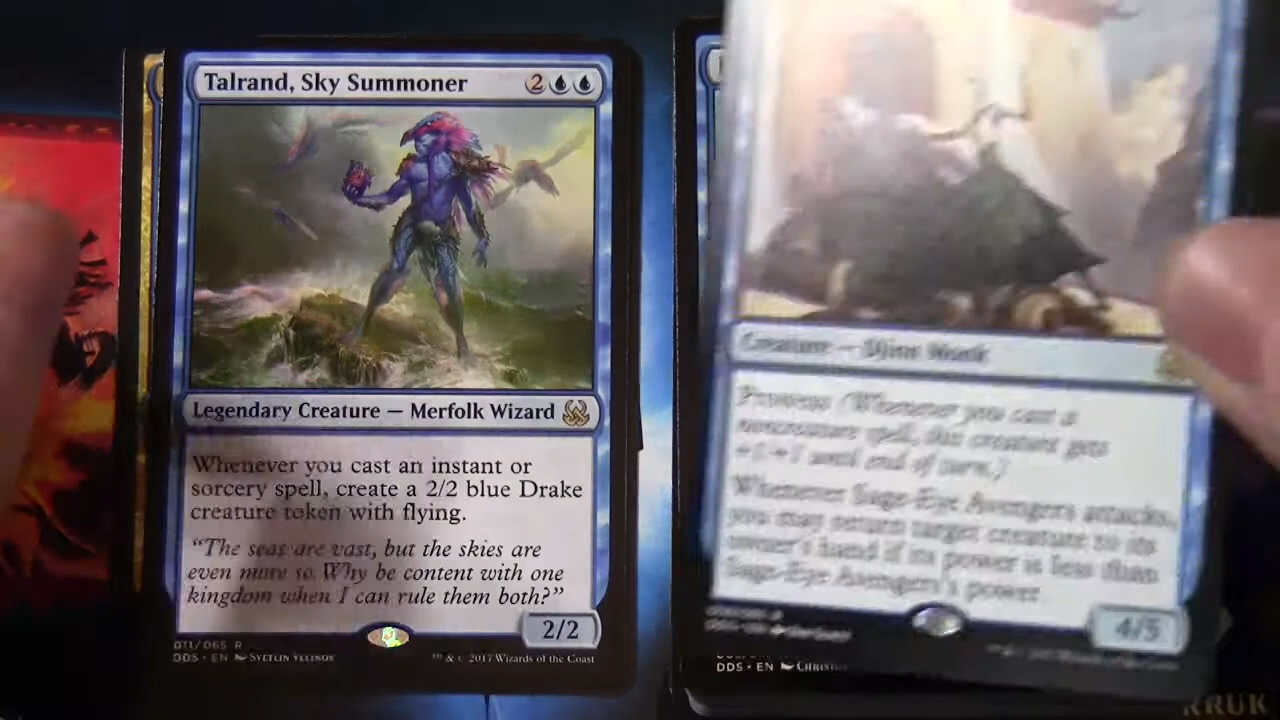 Talrand, Sky Summoner 2
Legendary Creature — Merfolk Wizard
Whenever you cast an instant or
sorcery spell, create a 2/2 blue Drake
creature token with flying.
“The seas are vast, but the skies are
even more so. Why be content with one
kingdom when I can rule them both?”
2/2
011/065 R
DDS • EN Svetlin Velinov
™ & © 2017 Wizards of the Coast
Creature — Djinn Monk
Prowess (Whenever you cast a
noncreature spell, this creature gets
+1/+1 until end of turn.)
Whenever Sage-Eye Avengers attacks,
you may return target creature to its
owner's hand if its power is less than
Sage-Eye Avengers's power.
4/5
DDS • EN